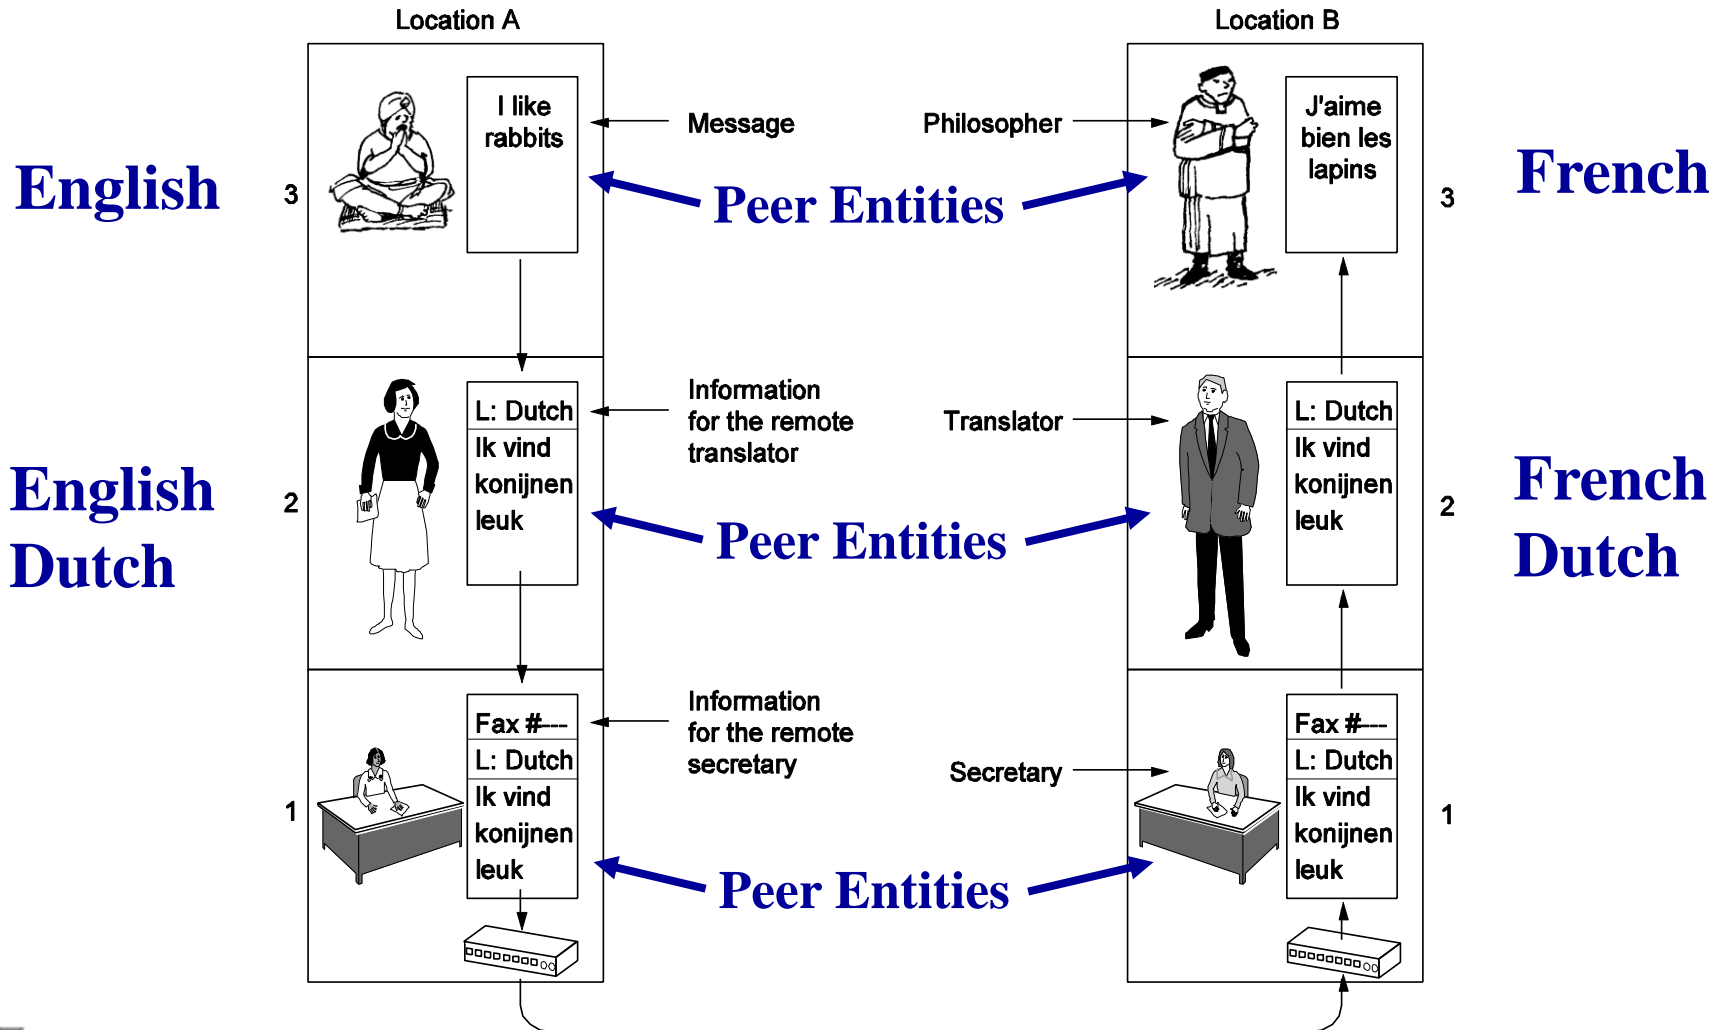 Location A
Location B
I like
rabbits
Message
Philosopher
J'aime
bien les
lapins
English
3
Peer Entities
3
French
L: Dutch
Ik vind
konijnen
leuk
Information
for the remote
translator
Translator
L: Dutch
Ik vind
konijnen
leuk
English
Dutch
2
Peer Entities
2
French
Dutch
Fax #---
L: Dutch
Ik vind
konijnen
leuk
Information
for the remote
secretary
Secretary
Fax #---
L: Dutch
Ik vind
konijnen
leuk
1
1
Peer Entities